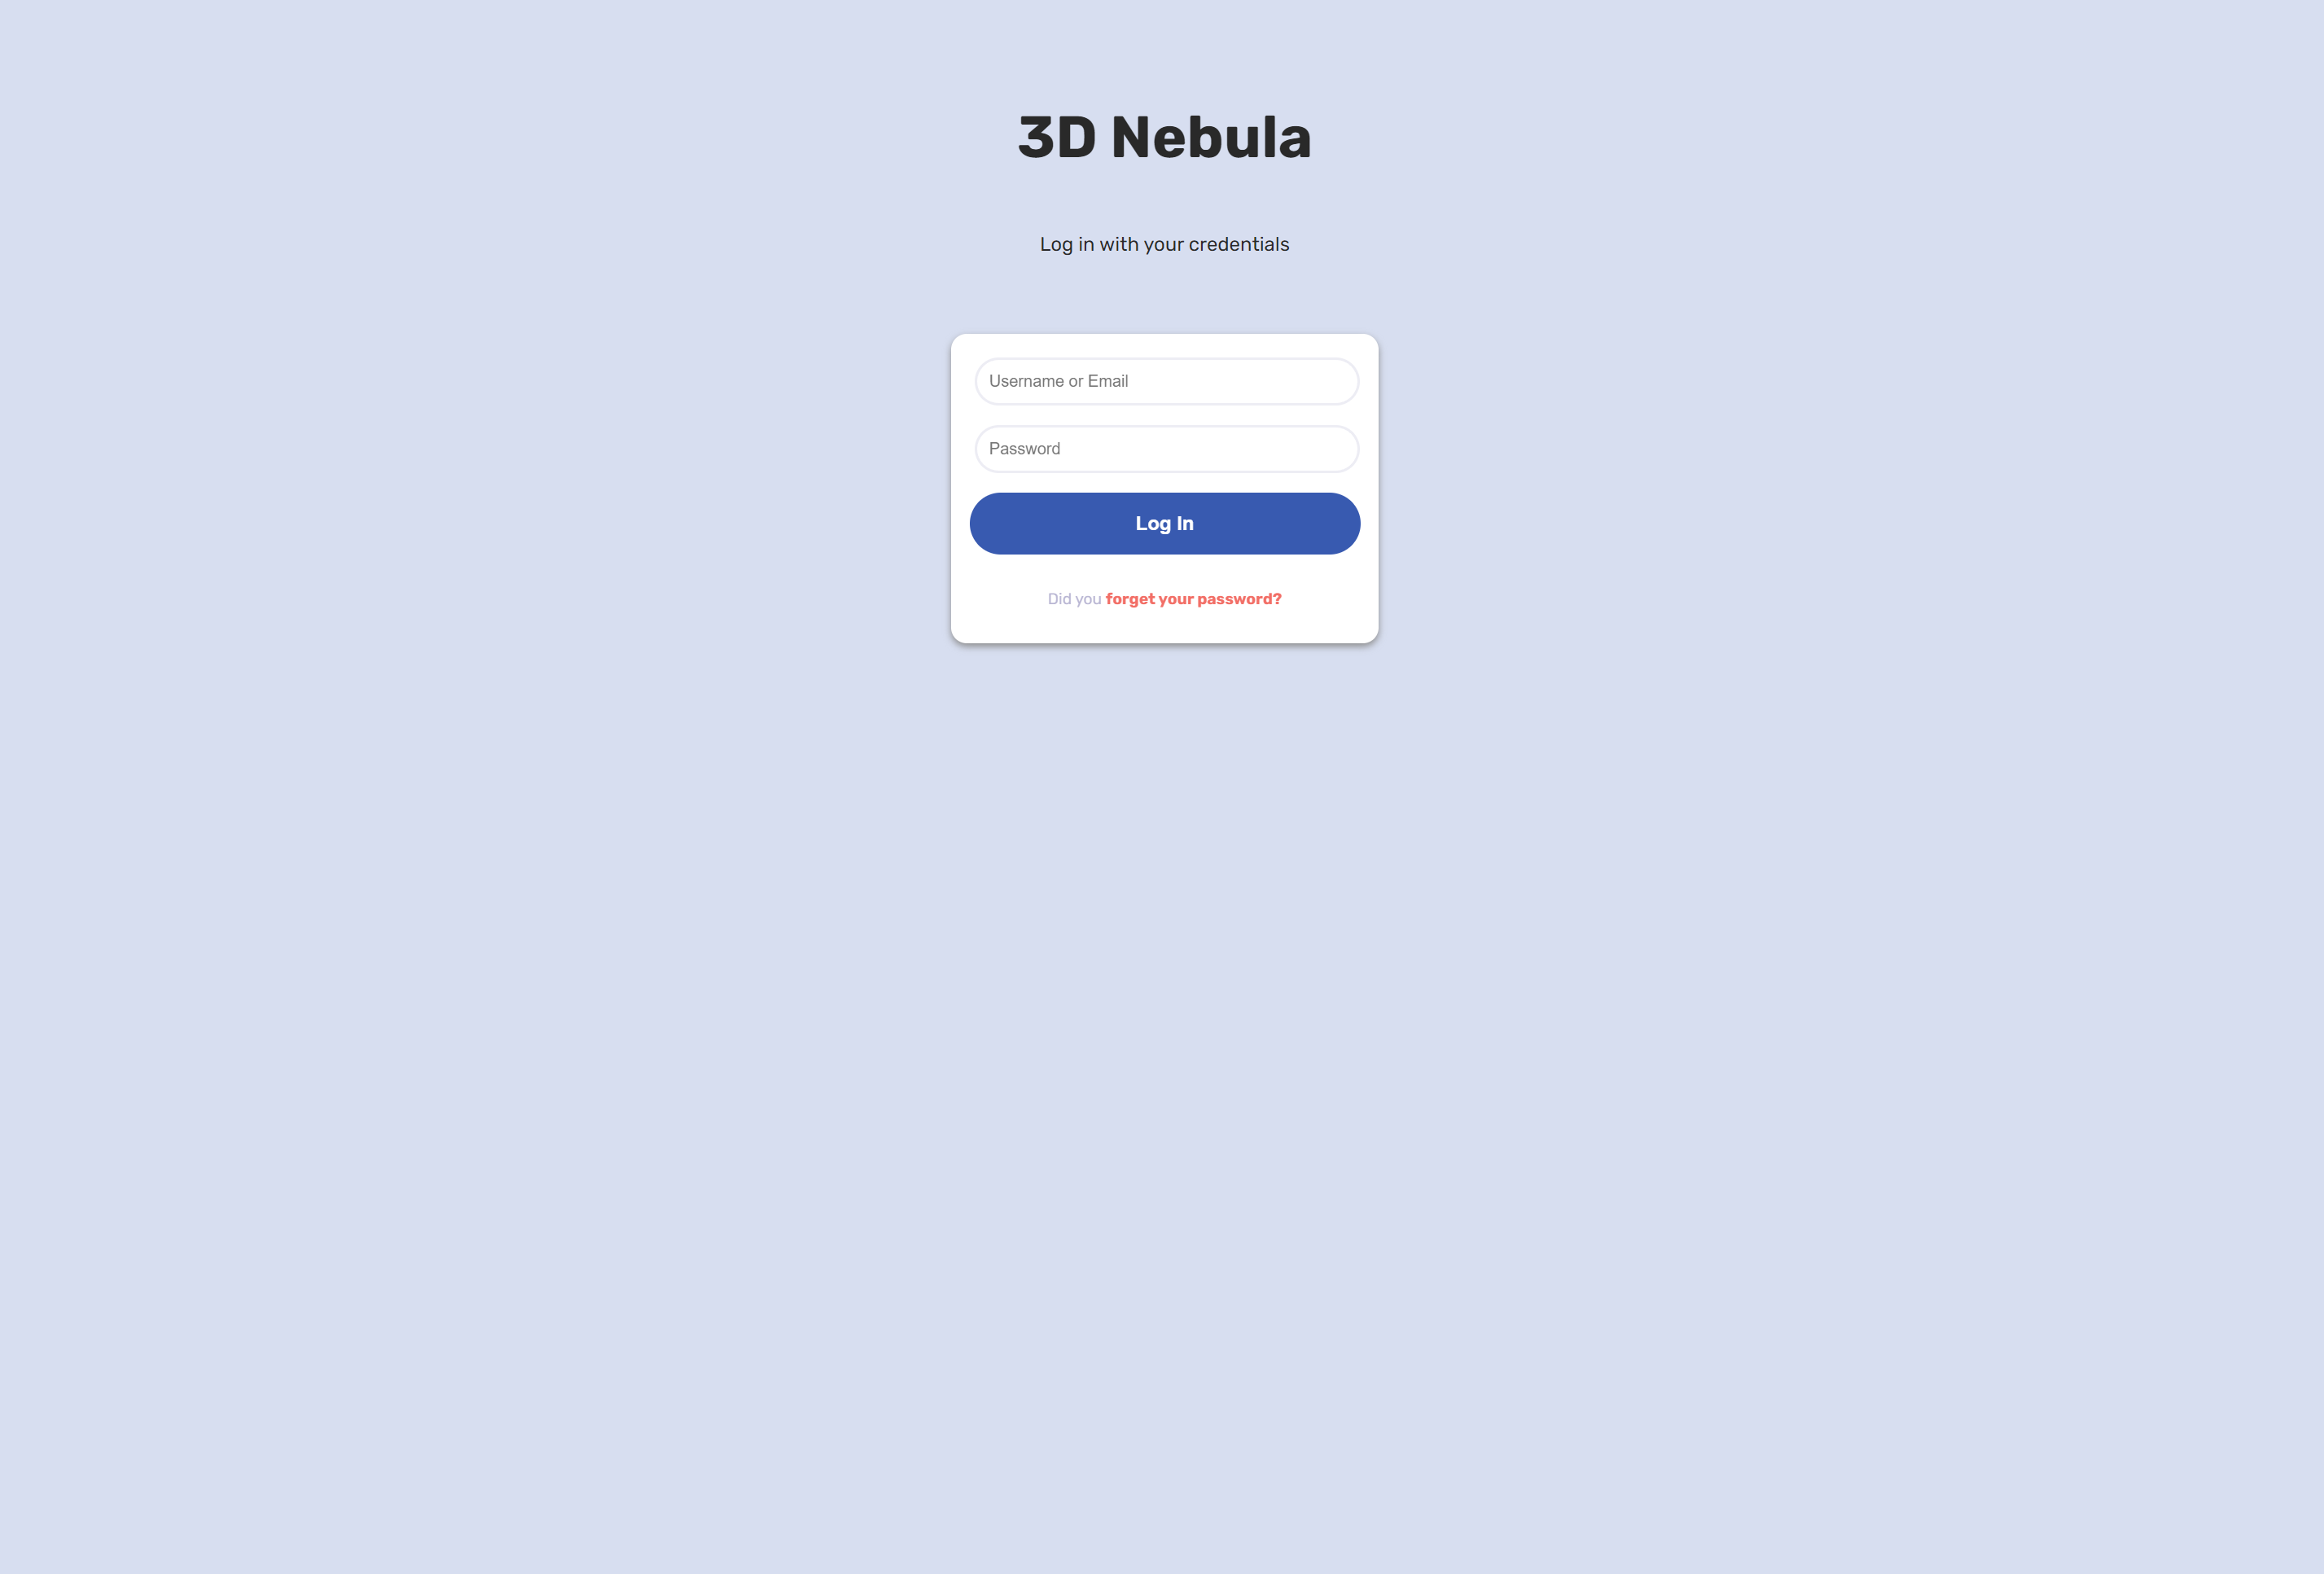 3D Nebula
Log in with your credentials
Username or Email
Password
Log In
Did you forget your password?